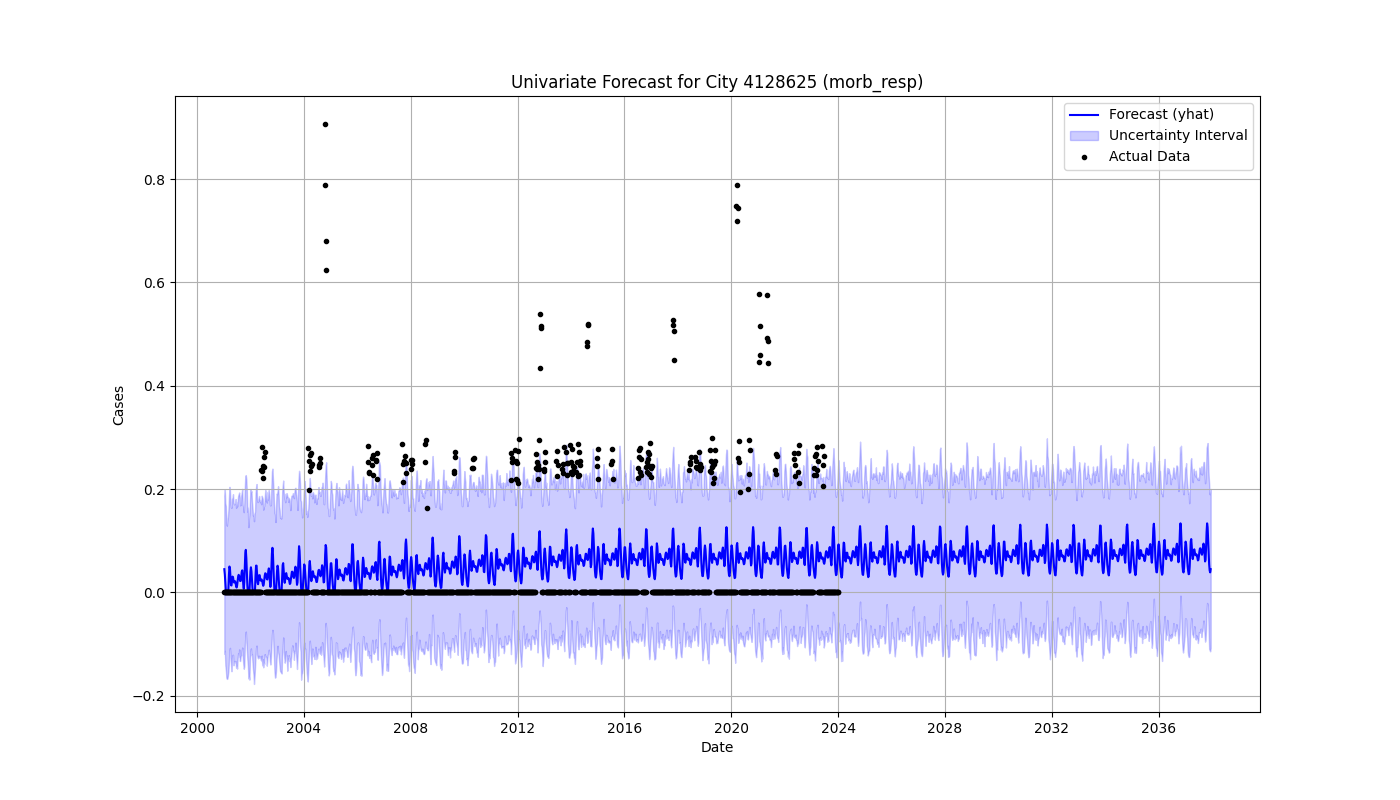 Univariate Forecast for City 4128625 (morb_resp)
Forecast (yhat)
Uncertainty Interval
Actual Data
Cases
0.8
0.6
0.4
0.2
0.0
−0.2
2000 2004 2008 2012 2016 2020 2024 2028 2032 2036
Date